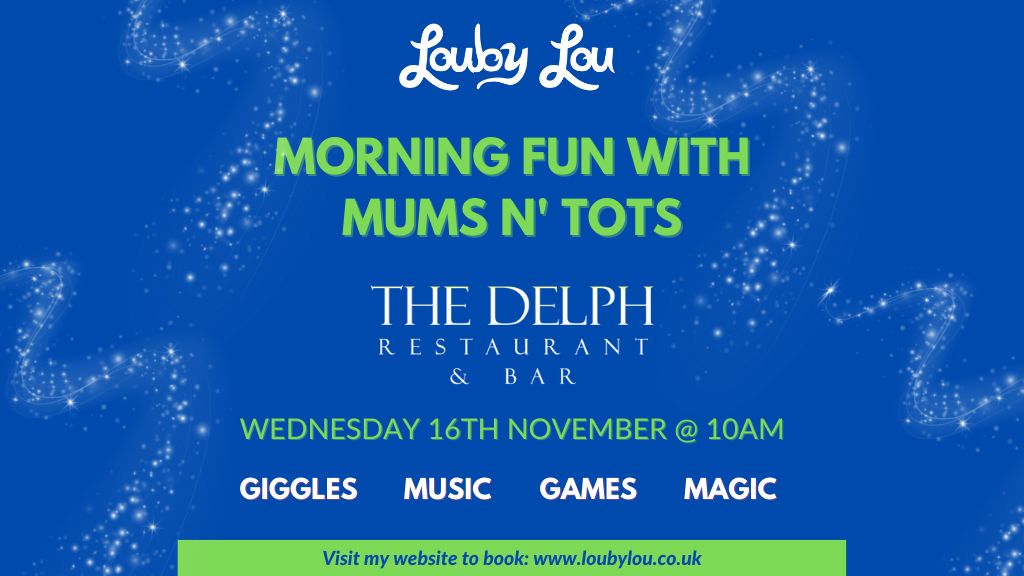 Louby Lou
MORNING FUN WITH
MUMS N' TOTS
THE DELPH
RESTAURANT
& BAR
WEDNESDAY 16TH NOVEMBER @ 10AM
GIGGLES MUSIC GAMES MAGIC
Visit my website to book: www.loubylou.co.uk